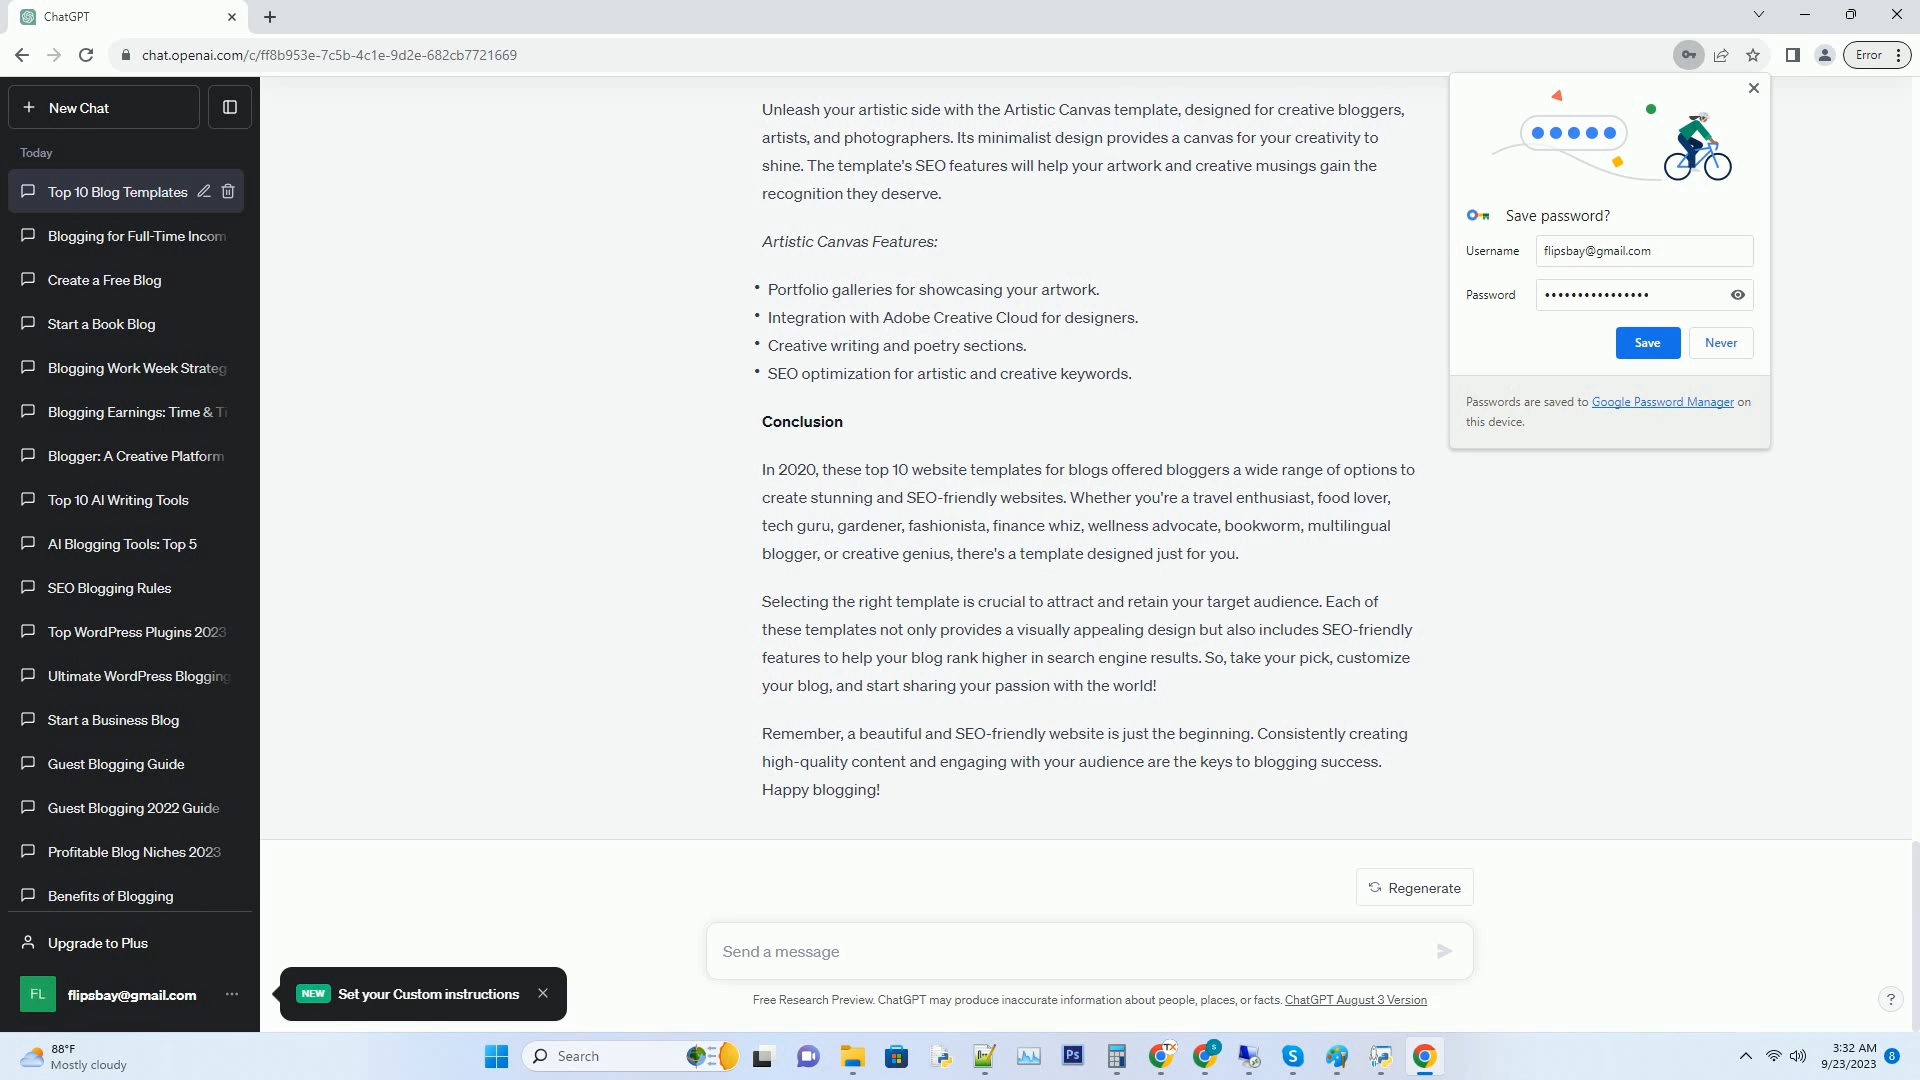 ChatGPT
chat.openai.com/c/ff8b953e-7c5b-4c1e-9d2e-682cb7721669
Error
New Chat
Today
Top 10 Blog Templates
Blogging for Full-Time Incom
Create a Free Blog
Start a Book Blog
Blogging Work Week Strateg
Blogging Earnings: Time & Ti
Blogger: A Creative Platform
Top 10 AI Writing Tools
AI Blogging Tools: Top 5
SEO Blogging Rules
Top WordPress Plugins 2023
Ultimate WordPress Blogging
Start a Business Blog
Guest Blogging Guide
Guest Blogging 2022 Guide
Profitable Blog Niches 2023
Benefits of Blogging
Upgrade to Plus
FL
flipsbay@gmail.com
NEW Set your Custom instructions
Unleash your artistic side with the Artistic Canvas template, designed for creative bloggers,
artists, and photographers. Its minimalist design provides a canvas for your creativity to
shine. The template's SEO features will help your artwork and creative musings gain the
recognition they deserve.
Artistic Canvas Features:
• Portfolio galleries for showcasing your artwork.
• Integration with Adobe Creative Cloud for designers.
• Creative writing and poetry sections.
• SEO optimization for artistic and creative keywords.
Conclusion
In 2020, these top 10 website templates for blogs offered bloggers a wide range of options to
create stunning and SEO-friendly websites. Whether you're a travel enthusiast, food lover,
tech guru, gardener, fashionista, finance whiz, wellness advocate, bookworm, multilingual
blogger, or creative genius, there's a template designed just for you.
Selecting the right template is crucial to attract and retain your target audience. Each of
these templates not only provides a visually appealing design but also includes SEO-friendly
features to help your blog rank higher in search engine results. So, take your pick, customize
your blog, and start sharing your passion with the world!
Remember, a beautiful and SEO-friendly website is just the beginning. Consistently creating
high-quality content and engaging with your audience are the keys to blogging success.
Happy blogging!
Regenerate
Send a message
Free Research Preview. ChatGPT may produce inaccurate information about people, places, or facts. ChatGPT August 3 Version
?
Save password?
Username flipsbay@gmail.com
Password ••••••••••••••••
Save Never
Passwords are saved to Google Password Manager on
this device.
88°F
Mostly cloudy
Search
Ps
TX
S
S
3:32 AM
9/23/2023
8